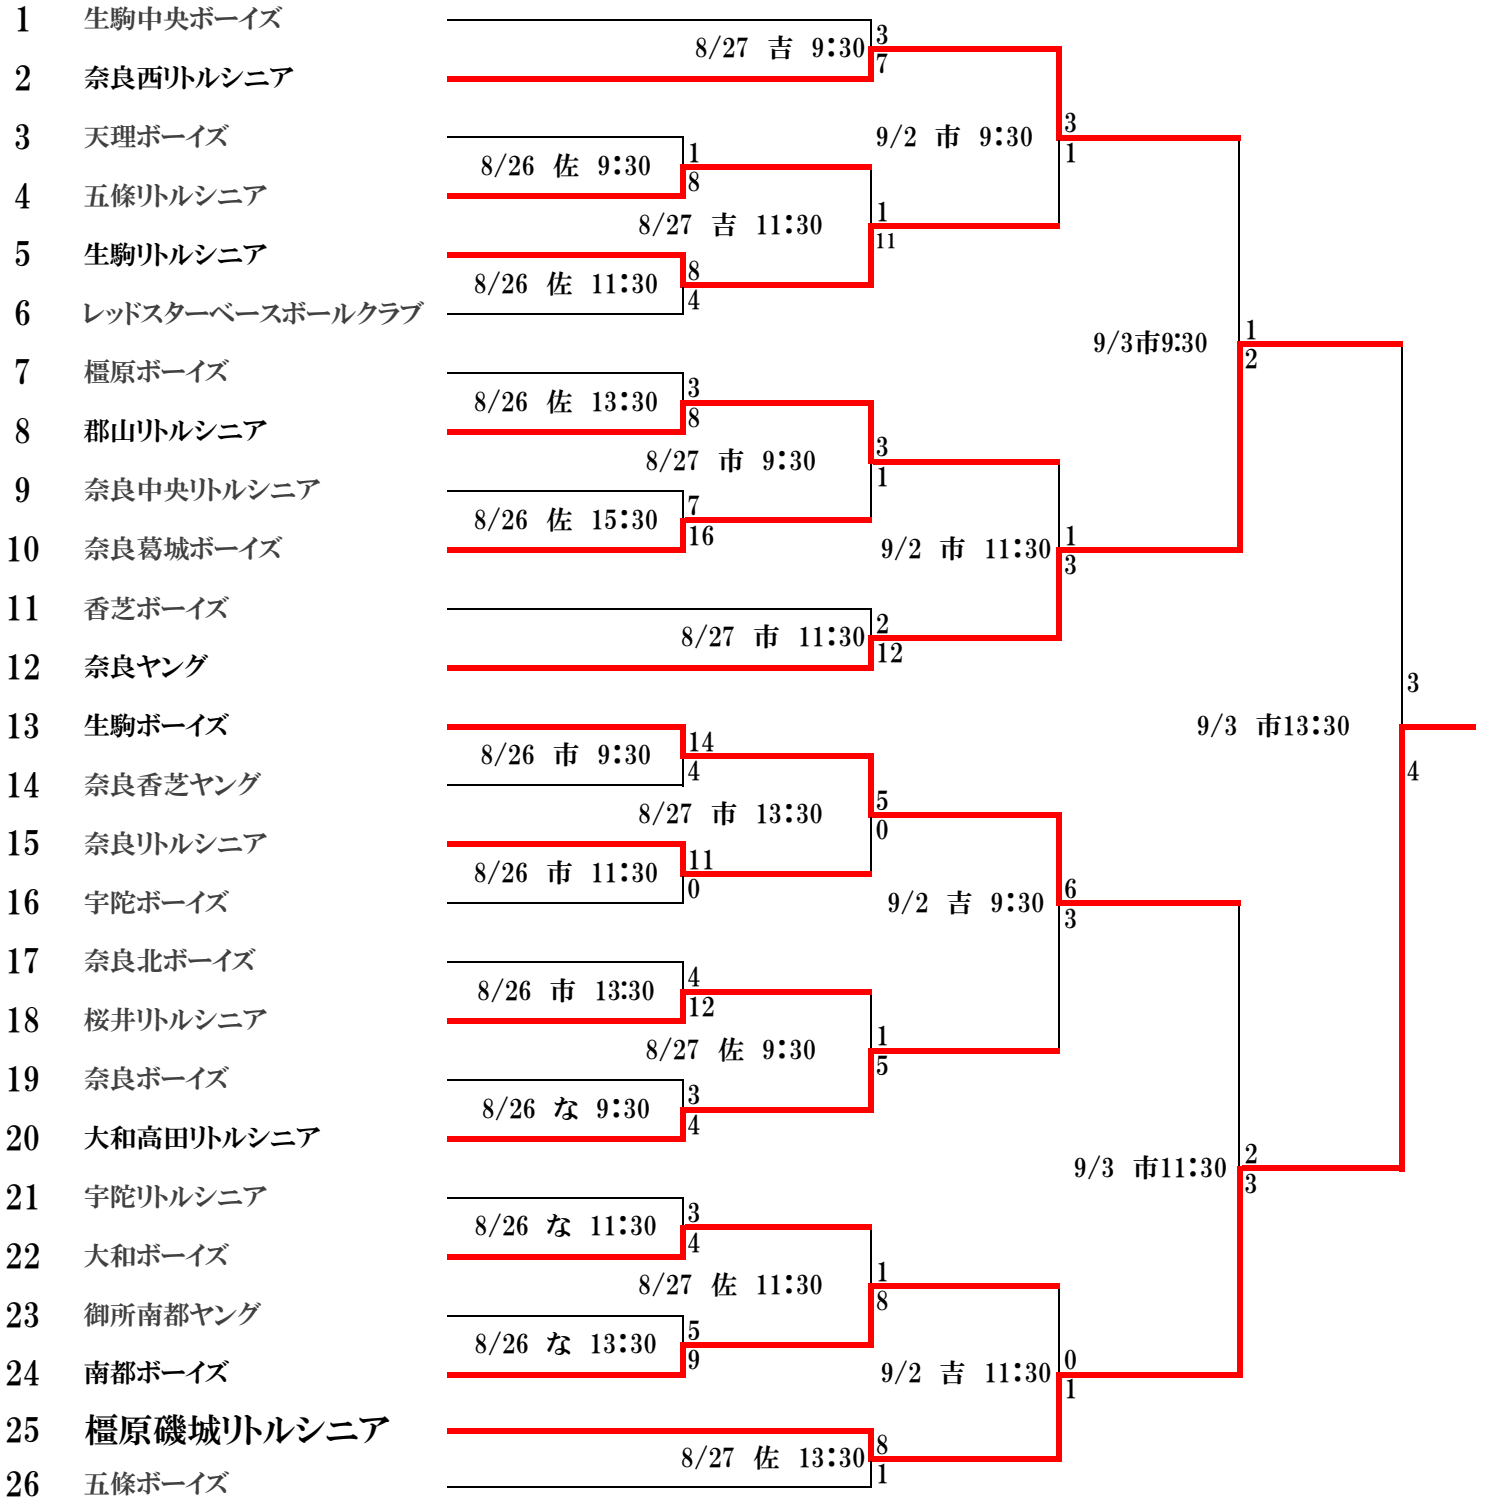 1 生駒中央ボーイズ
2 奈良西リトルシニア
3 天理ボーイズ
4 五條リトルシニア
5 生駒リトルシニア
6 レッドスターベースボールクラブ
7 橿原ボーイズ
8 郡山リトルシニア
9 奈良中央リトルシニア
10 奈良葛城ボーイズ
11 香芝ボーイズ
12 奈良ヤング
13 生駒ボーイズ
14 奈良香芝ヤング
15 奈良リトルシニア
16 宇陀ボーイズ
17 奈良北ボーイズ
18 桜井リトルシニア
19 奈良ボーイズ
20 大和高田リトルシニア
21 宇陀リトルシニア
22 大和ボーイズ
23 御所南都ヤング
24 南都ボーイズ
25 橿原磯城リトルシニア
26 五條ボーイズ
8/26 佐 9:30
1
8
8/26 佐 11:30
8
4
8/26 佐 13:30
3
8
8/26 佐 15:30
7
16
8/26 市 9:30
14
4
8/26 市 11:30
11
0
8/26 市 13:30
4
12
8/26 な 9:30
3
4
8/26 な 11:30
3
4
8/26 な 13:30
5
9
8/27 吉 9:30
3
7
8/27 吉 11:30
1
11
8/27 市 9:30
3
1
8/27 市 11:30
2
12
8/27 市 13:30
5
0
8/27 佐 9:30
1
5
8/27 佐 11:30
1
8
8/27 佐 13:30
8
1
9/2 市 9:30
3
1
9/2 市 11:30
1
3
9/2 吉 9:30
6
3
9/2 吉 11:30
0
1
9/3市9:30
1
2
9/3 市11:30
2
3
9/3 市13:30
3
4